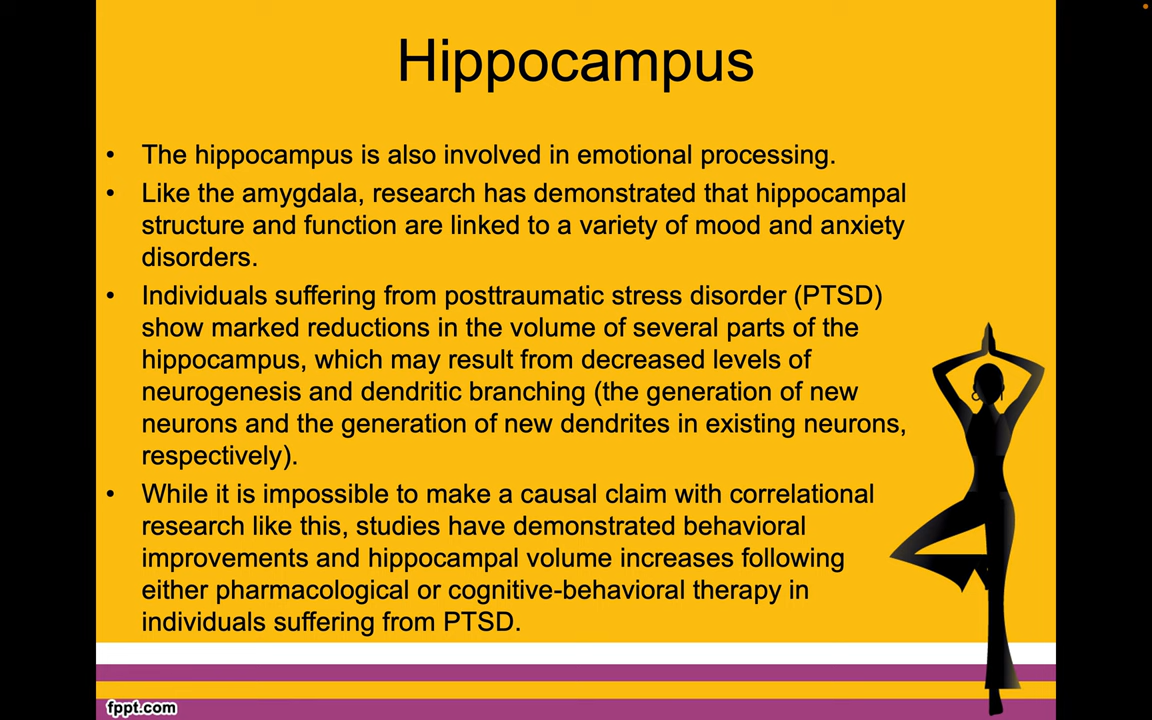 Hippocampus
• The hippocampus is also involved in emotional processing.
• Like the amygdala, research has demonstrated that hippocampal
structure and function are linked to a variety of mood and anxiety
disorders.
• Individuals suffering from posttraumatic stress disorder (PTSD)
show marked reductions in the volume of several parts of the
hippocampus, which may result from decreased levels of
neurogenesis and dendritic branching (the generation of new
neurons and the generation of new dendrites in existing neurons,
respectively).
• While it is impossible to make a causal claim with correlational
research like this, studies have demonstrated behavioral
improvements and hippocampal volume increases following
either pharmacological or cognitive-behavioral therapy in
individuals suffering from PTSD.
fppt.com